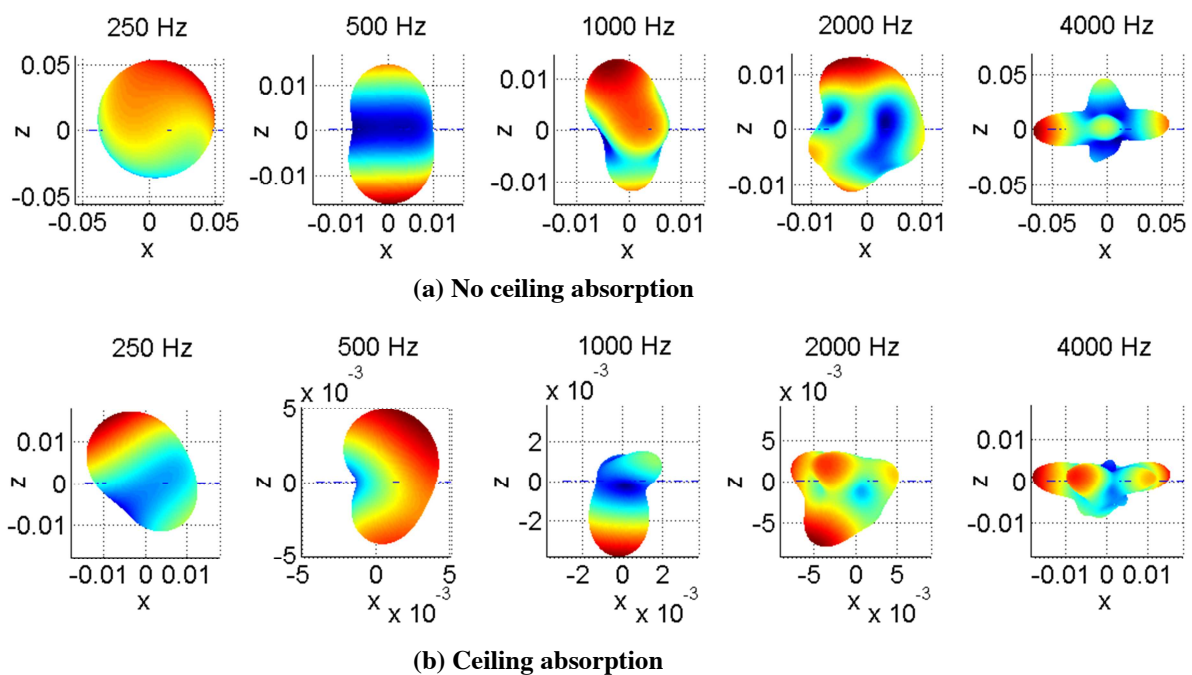 250 Hz 500 Hz 1000 Hz 2000 Hz 4000 Hz
0.05 0 -0.05 z -0.05 0 0.05 x
0.01 0 -0.01 z -0.01 0 0.01 x
0.01 0 -0.01 z -0.01 0 0.01 x
0.01 0 -0.01 z -0.01 0 0.01 x
0.05 0 -0.05 z -0.05 0 0.05 x
(a) No ceiling absorption
250 Hz 500 Hz 1000 Hz 2000 Hz 4000 Hz
0.01 0 -0.01 z -0.01 0 0.01 x
x 10 -3 5 0 -5 z -5 0 5 x x 10 -3
x 10 -3 2 0 -2 z -2 0 2 x x 10 -3
x 10 -3 5 0 -5 z -5 0 5 x x 10 -3
0.01 0 -0.01 z -0.01 0 0.01 x
(b) Ceiling absorption